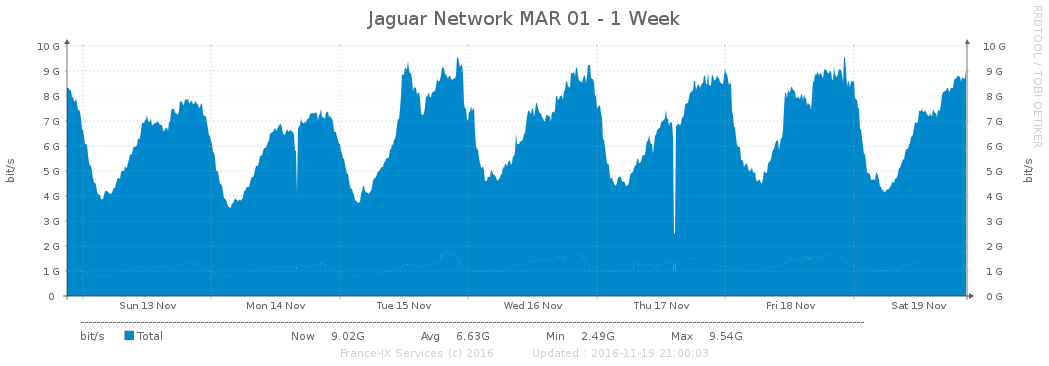 Jaguar Network MAR 01 - 1 Week
RRDTOOL / TOBI OETIKER
bit/s
10 G 10 G
9 G 9 G
8 G 8 G
7 G 7 G
6 G 6 G
5 G 5 G
4 G 4 G
3 G 3 G
2 G 2 G
1 G 1 G
0 0 G
bit/s
Sun 13 Nov Mon 14 Nov Tue 15 Nov Wed 16 Nov Thu 17 Nov Fri 18 Nov Sat 19 Nov
bit/s Total Now 9.02G Avg 6.63G Min 2.49G Max 9.54G
France-IX Services (c) 2016 Updated : 2016-11-19 21:00:03